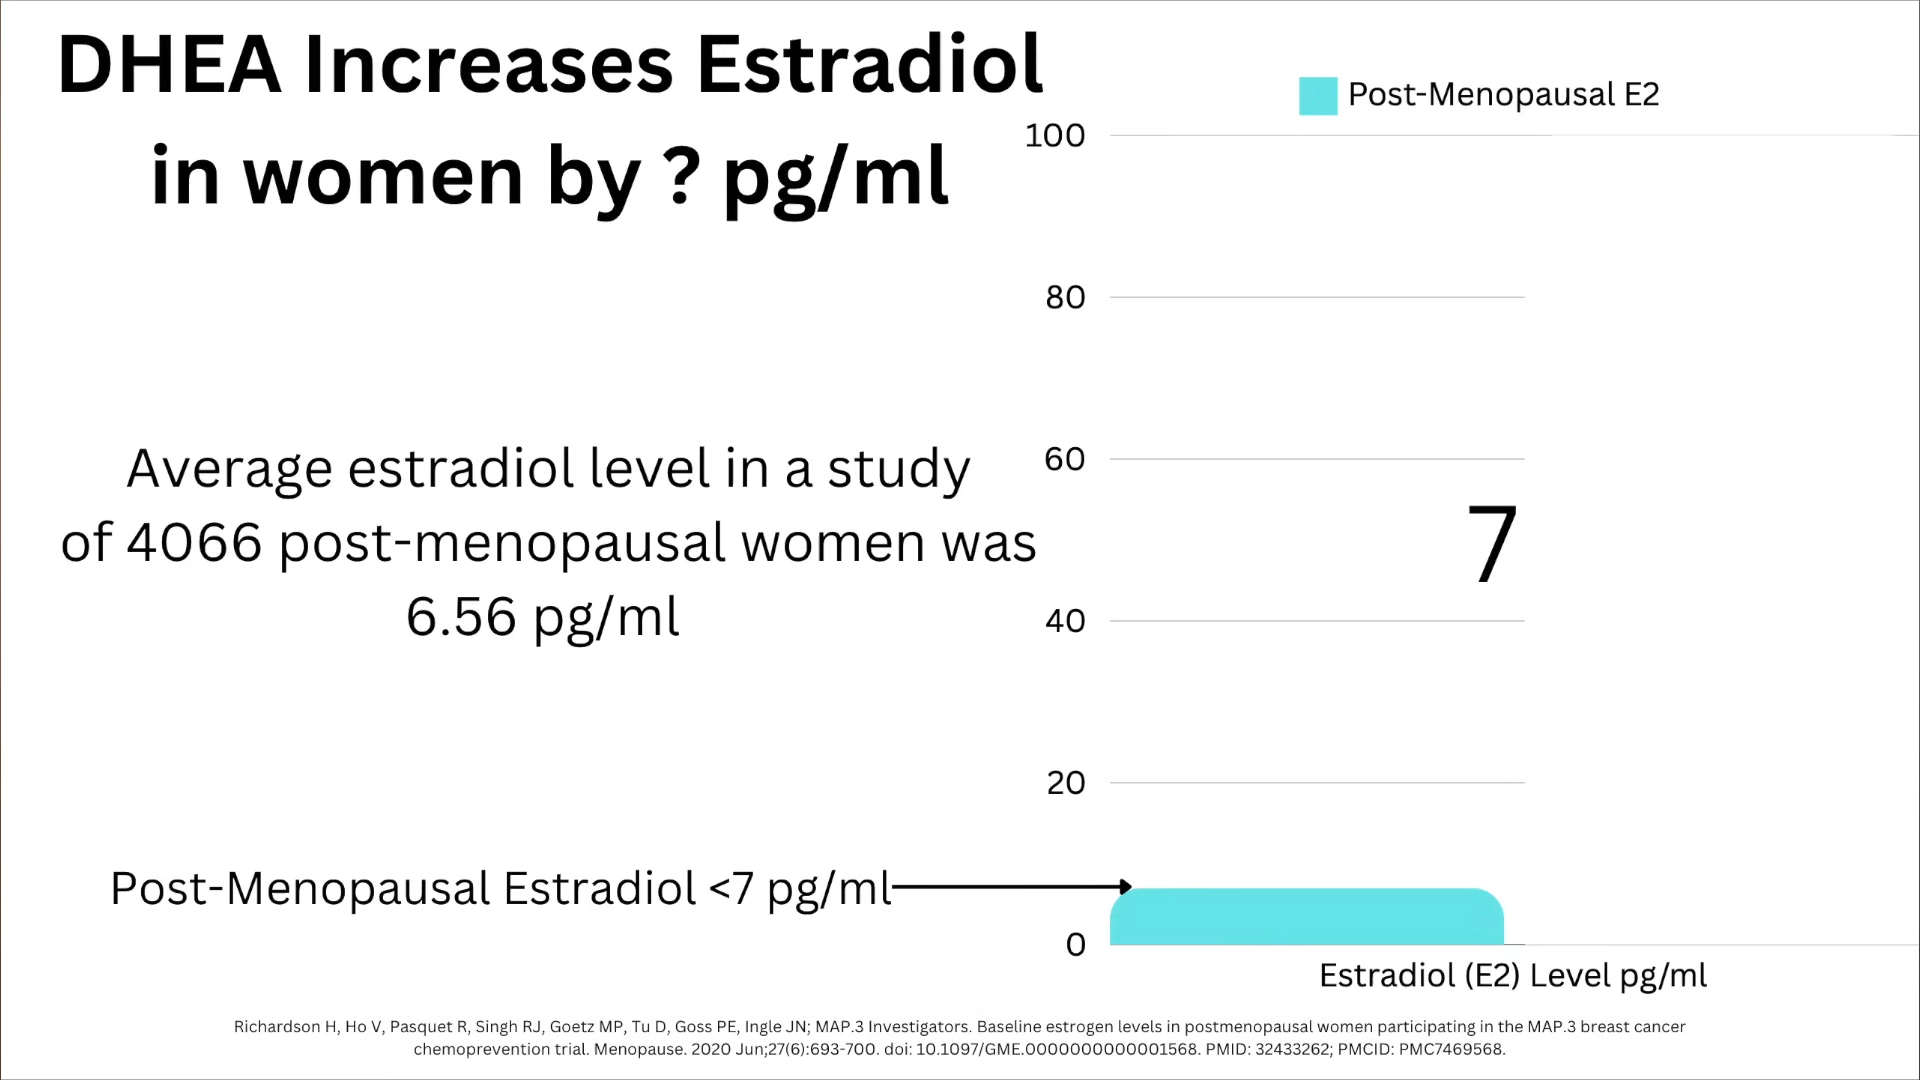 DHEA Increases Estradiol
in women by ? pg/ml
Post-Menopausal E2
100
80
60
40
20
0
7
Average estradiol level in a study
of 4066 post-menopausal women was
6.56 pg/ml
Post-Menopausal Estradiol <7 pg/ml
Estradiol (E2) Level pg/ml
Richardson H, Ho V, Pasquet R, Singh RJ, Goetz MP, Tu D, Goss PE, Ingle JN; MAP.3 Investigators. Baseline estrogen levels in postmenopausal women participating in the MAP.3 breast cancer
chemoprevention trial. Menopause. 2020 Jun;27(6):693-700. doi: 10.1097/GME.0000000000001568. PMID: 32433262; PMCID: PMC7469568.